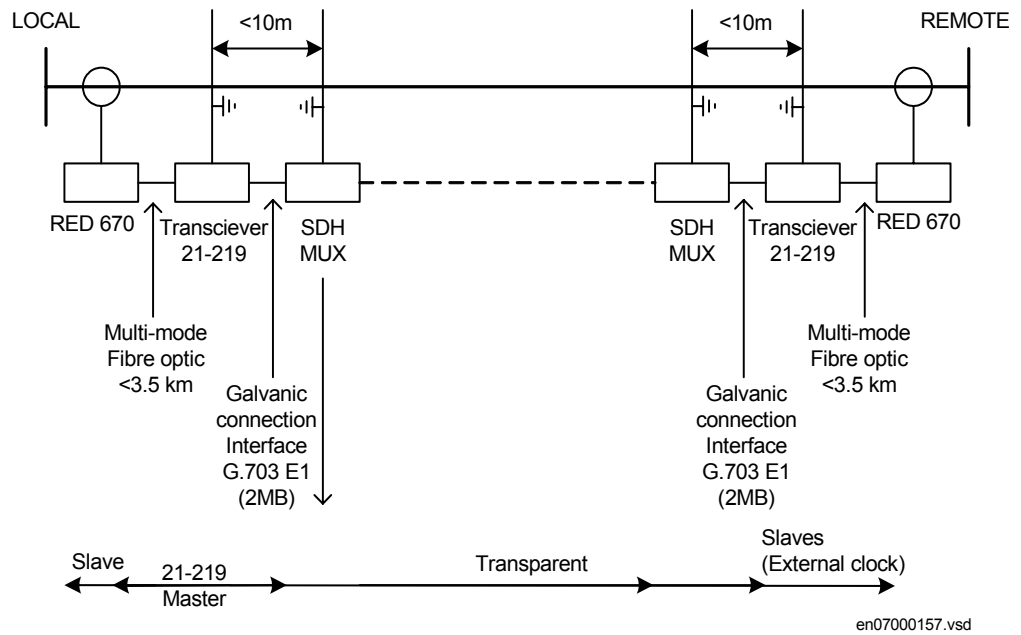 LOCAL
<10m
<10m
REMOTE
RED 670
Transciever
21-219
SDH
MUX
SDH
MUX
Transciever
21-219
RED 670
Multi-mode
Fibre optic
<3.5 km
Galvanic
connection
Interface
G.703 E1
(2MB)
Galvanic
connection
Interface
G.703 E1
(2MB)
Multi-mode
Fibre optic
<3.5 km
Slave
21-219
Master
Transparent
Slaves
(External clock)
en07000157.vsd